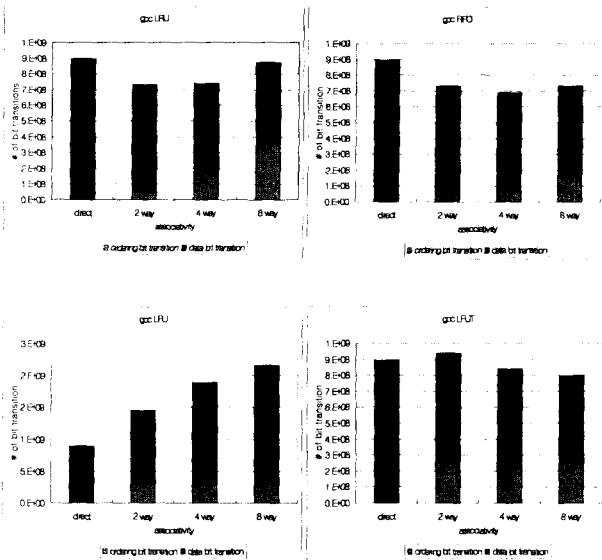 gcc LRU
1.E+09
9.E+08
8.E+08
7.E+08
6.E+08
5.E+08
4.E+08
3.E+08
2.E+08
1.E+08
0.E+00
# of bit transitions
direct 2 way 4 way 8 way
associativity
ordering bit transition data bit transition
gcc FIFO
1.E+09
9.E+08
8.E+08
7.E+08
6.E+08
5.E+08
4.E+08
3.E+08
2.E+08
1.E+08
0.E+00
# of bit transition
direct 2 way 4 way 8 way
associativity
ordering bit transition data bit transition
gcc LFU
3.E+09
2.E+09
2.E+09
1.E+09
5.E+08
0.E+00
# of bit transition
direct 2 way 4 way 8 way
associativity
ordering bit transition data bit transition
gcc LFUT
1.E+09
9.E+08
8.E+08
7.E+08
6.E+08
5.E+08
4.E+08
3.E+08
2.E+08
1.E+08
0.E+00
# of bit transition
direct 2 way 4 way 8 way
associativity
ordering bit transition data bit transition